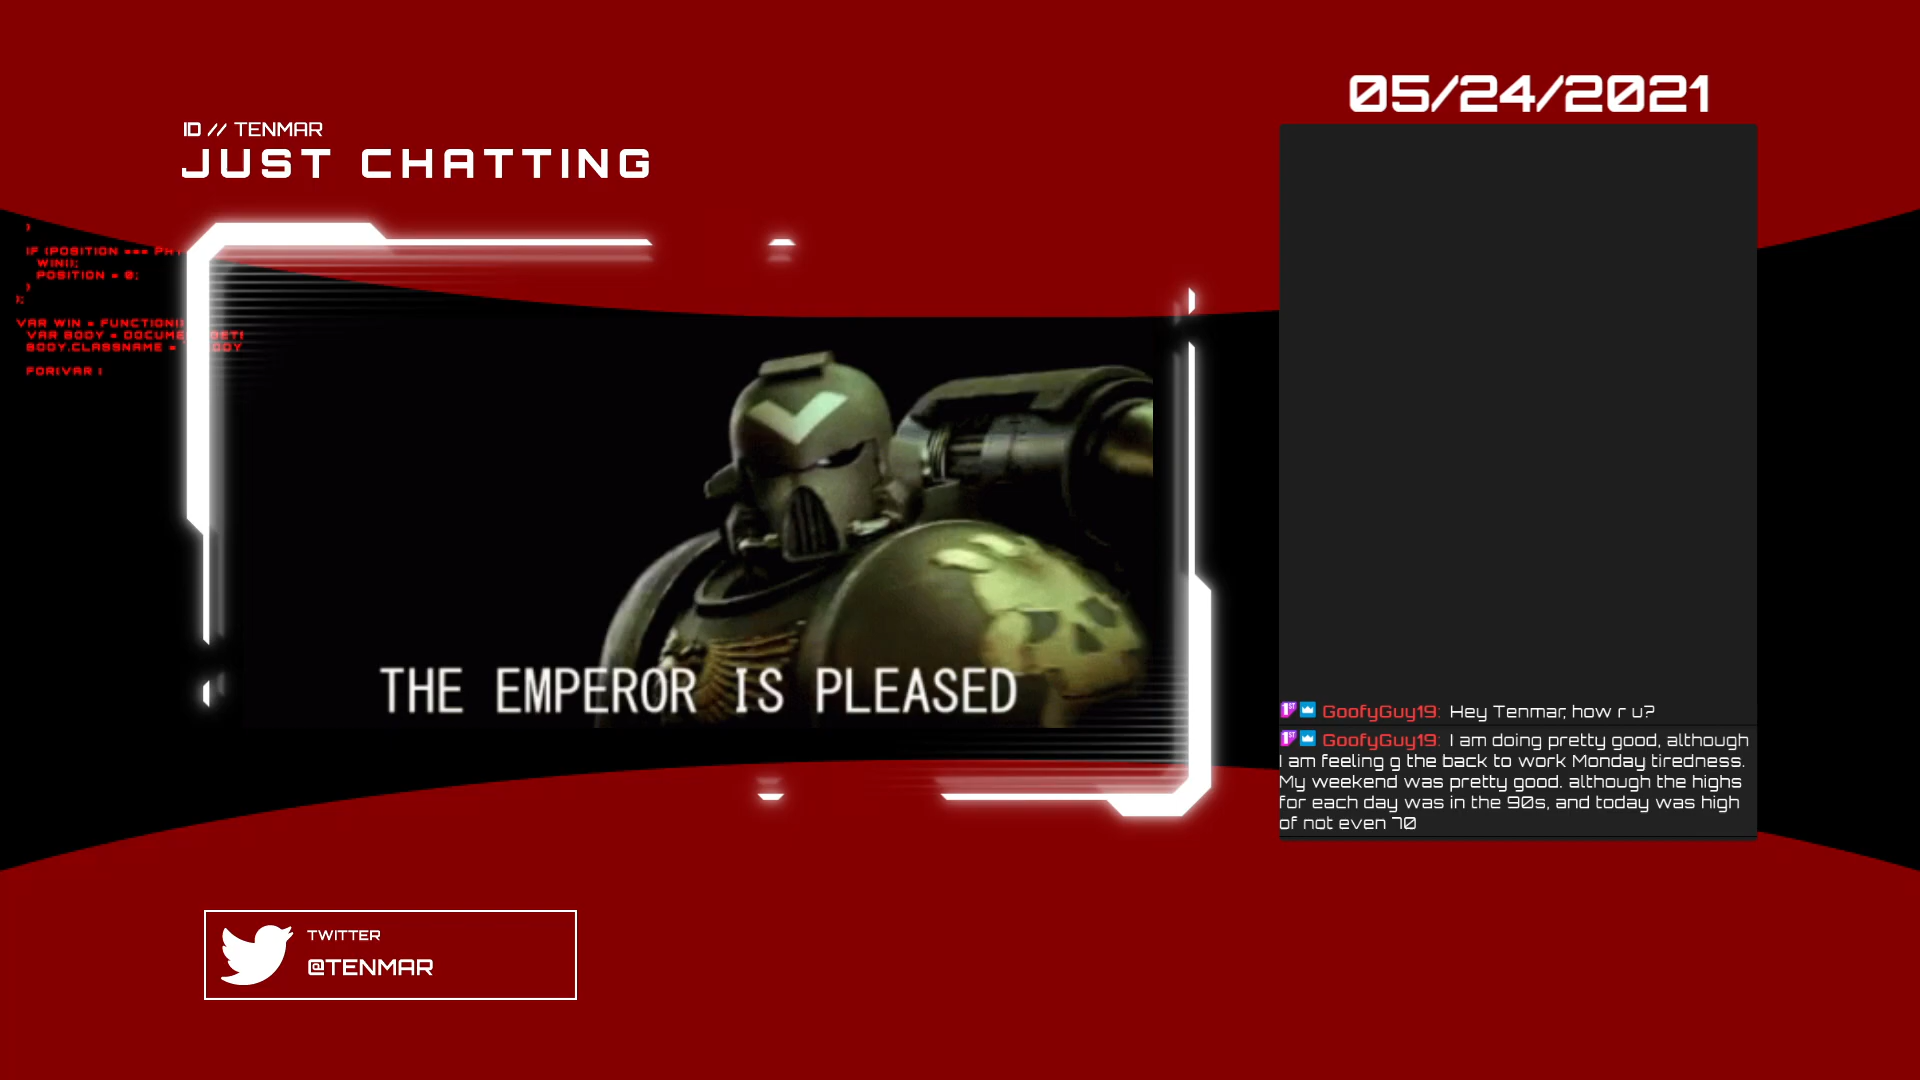 05/24/2021
ID // TENMAR
JUST CHATTING
}
IF (POSITION === PHY
WIN();
POSITION = 0;
}
};
VAR WIN = FUNCTION()
VAR BODY = DOCUME
BODY.CLASSNAME =
FOR(VAR I
THE EMPEROR IS PLEASED
1ST GoofyGuy19: Hey Tenmar, how r u?
1ST GoofyGuy19: I am doing pretty good, although
I am feeling g the back to work Monday tiredness.
My weekend was pretty good. although the highs
for each day was in the 90s, and today was high
of not even 70
TWITTER
@TENMAR